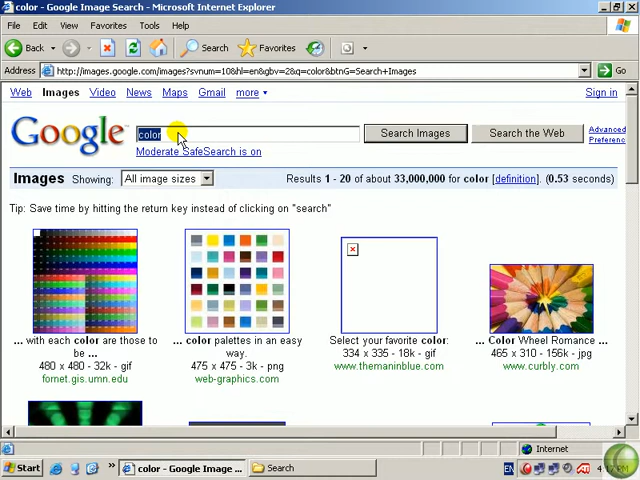 color - Google Image Search - Microsoft Internet Explorer
File Edit View Favorites Tools Help
Back Search Favorites
Address http://images.google.com/images?svnum=10&hl=en&gbv=2&q=color&btnG=Search+Images Go
Web Images Video News Maps Gmail more ▾ Sign in
Google™ color Search Images Search the Web Advanced
Preferenc
Moderate SafeSearch is on
Images Showing: All image sizes Results 1 - 20 of about 33,000,000 for color [definition]. (0.53 seconds)
Tip: Save time by hitting the return key instead of clicking on "search"
... with each color are those to be ...
480 x 480 - 32k - gif
fornet.gis.umn.edu
... color palettes in an easy way.
475 x 475 - 3k - png
web-graphics.com
Select your favorite color:
334 x 335 - 18k - gif
www.themaninblue.com
... Color Wheel Romance ...
465 x 310 - 156k - jpg
www.curbly.com
Internet
Start » color - Google Image ... Search EN 4:17 PM